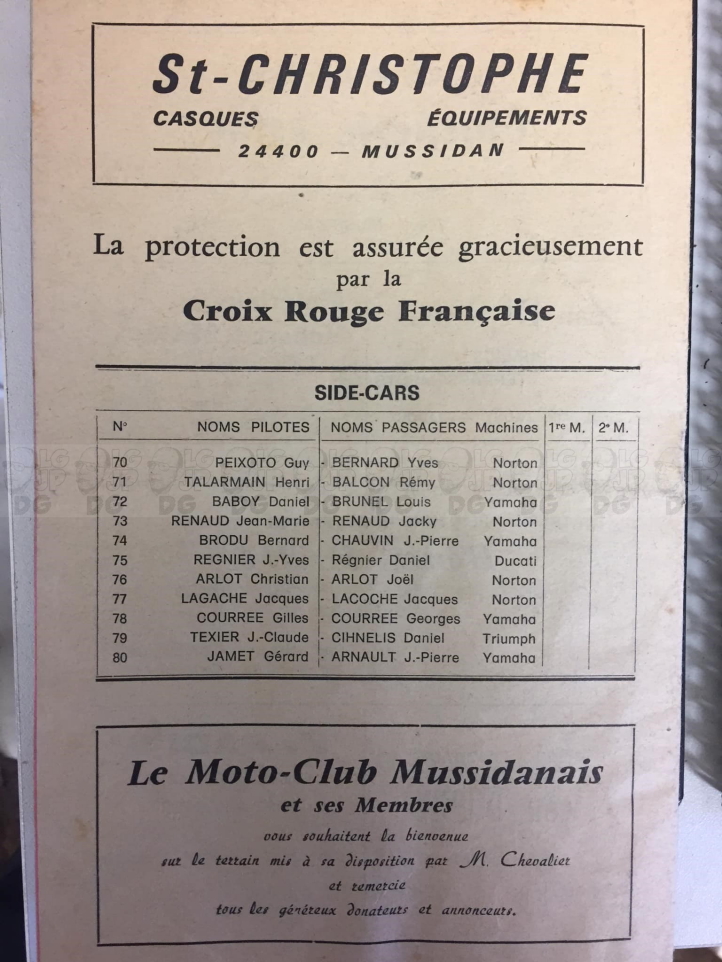 St-CHRISTOPHE
CASQUES ÉQUIPEMENTS
24400 — MUSSIDAN
La protection est assurée gracieusement
par la
Croix Rouge Française
SIDE-CARS
N° NOMS PILOTES NOMS PASSAGERS Machines 1re M. 2e M.
70 PEIXOTO Guy - BERNARD Yves Norton
71 TALARMAIN Henri - BALCON Rémy Norton
72 BABOY Daniel - BRUNEL Louis Yamaha
73 RENAUD Jean-Marie - RENAUD Jacky Norton
74 BRODU Bernard - CHAUVIN J.-Pierre Yamaha
75 REGNIER J.-Yves - Régnier Daniel Ducati
76 ARLOT Christian - ARLOT Joël Norton
77 LAGACHE Jacques - LACOCHE Jacques Norton
78 COURREE Gilles - COURREE Georges Yamaha
79 TEXIER J.-Claude - CIHNELIS Daniel Triumph
80 JAMET Gérard - ARNAULT J.-Pierre Yamaha
Le Moto-Club Mussidanais
et ses Membres
vous souhaitent la bienvenue
sur le terrain mis à sa disposition par M. Chevalier
et remercie
tous les généreux donateurs et annonceurs.